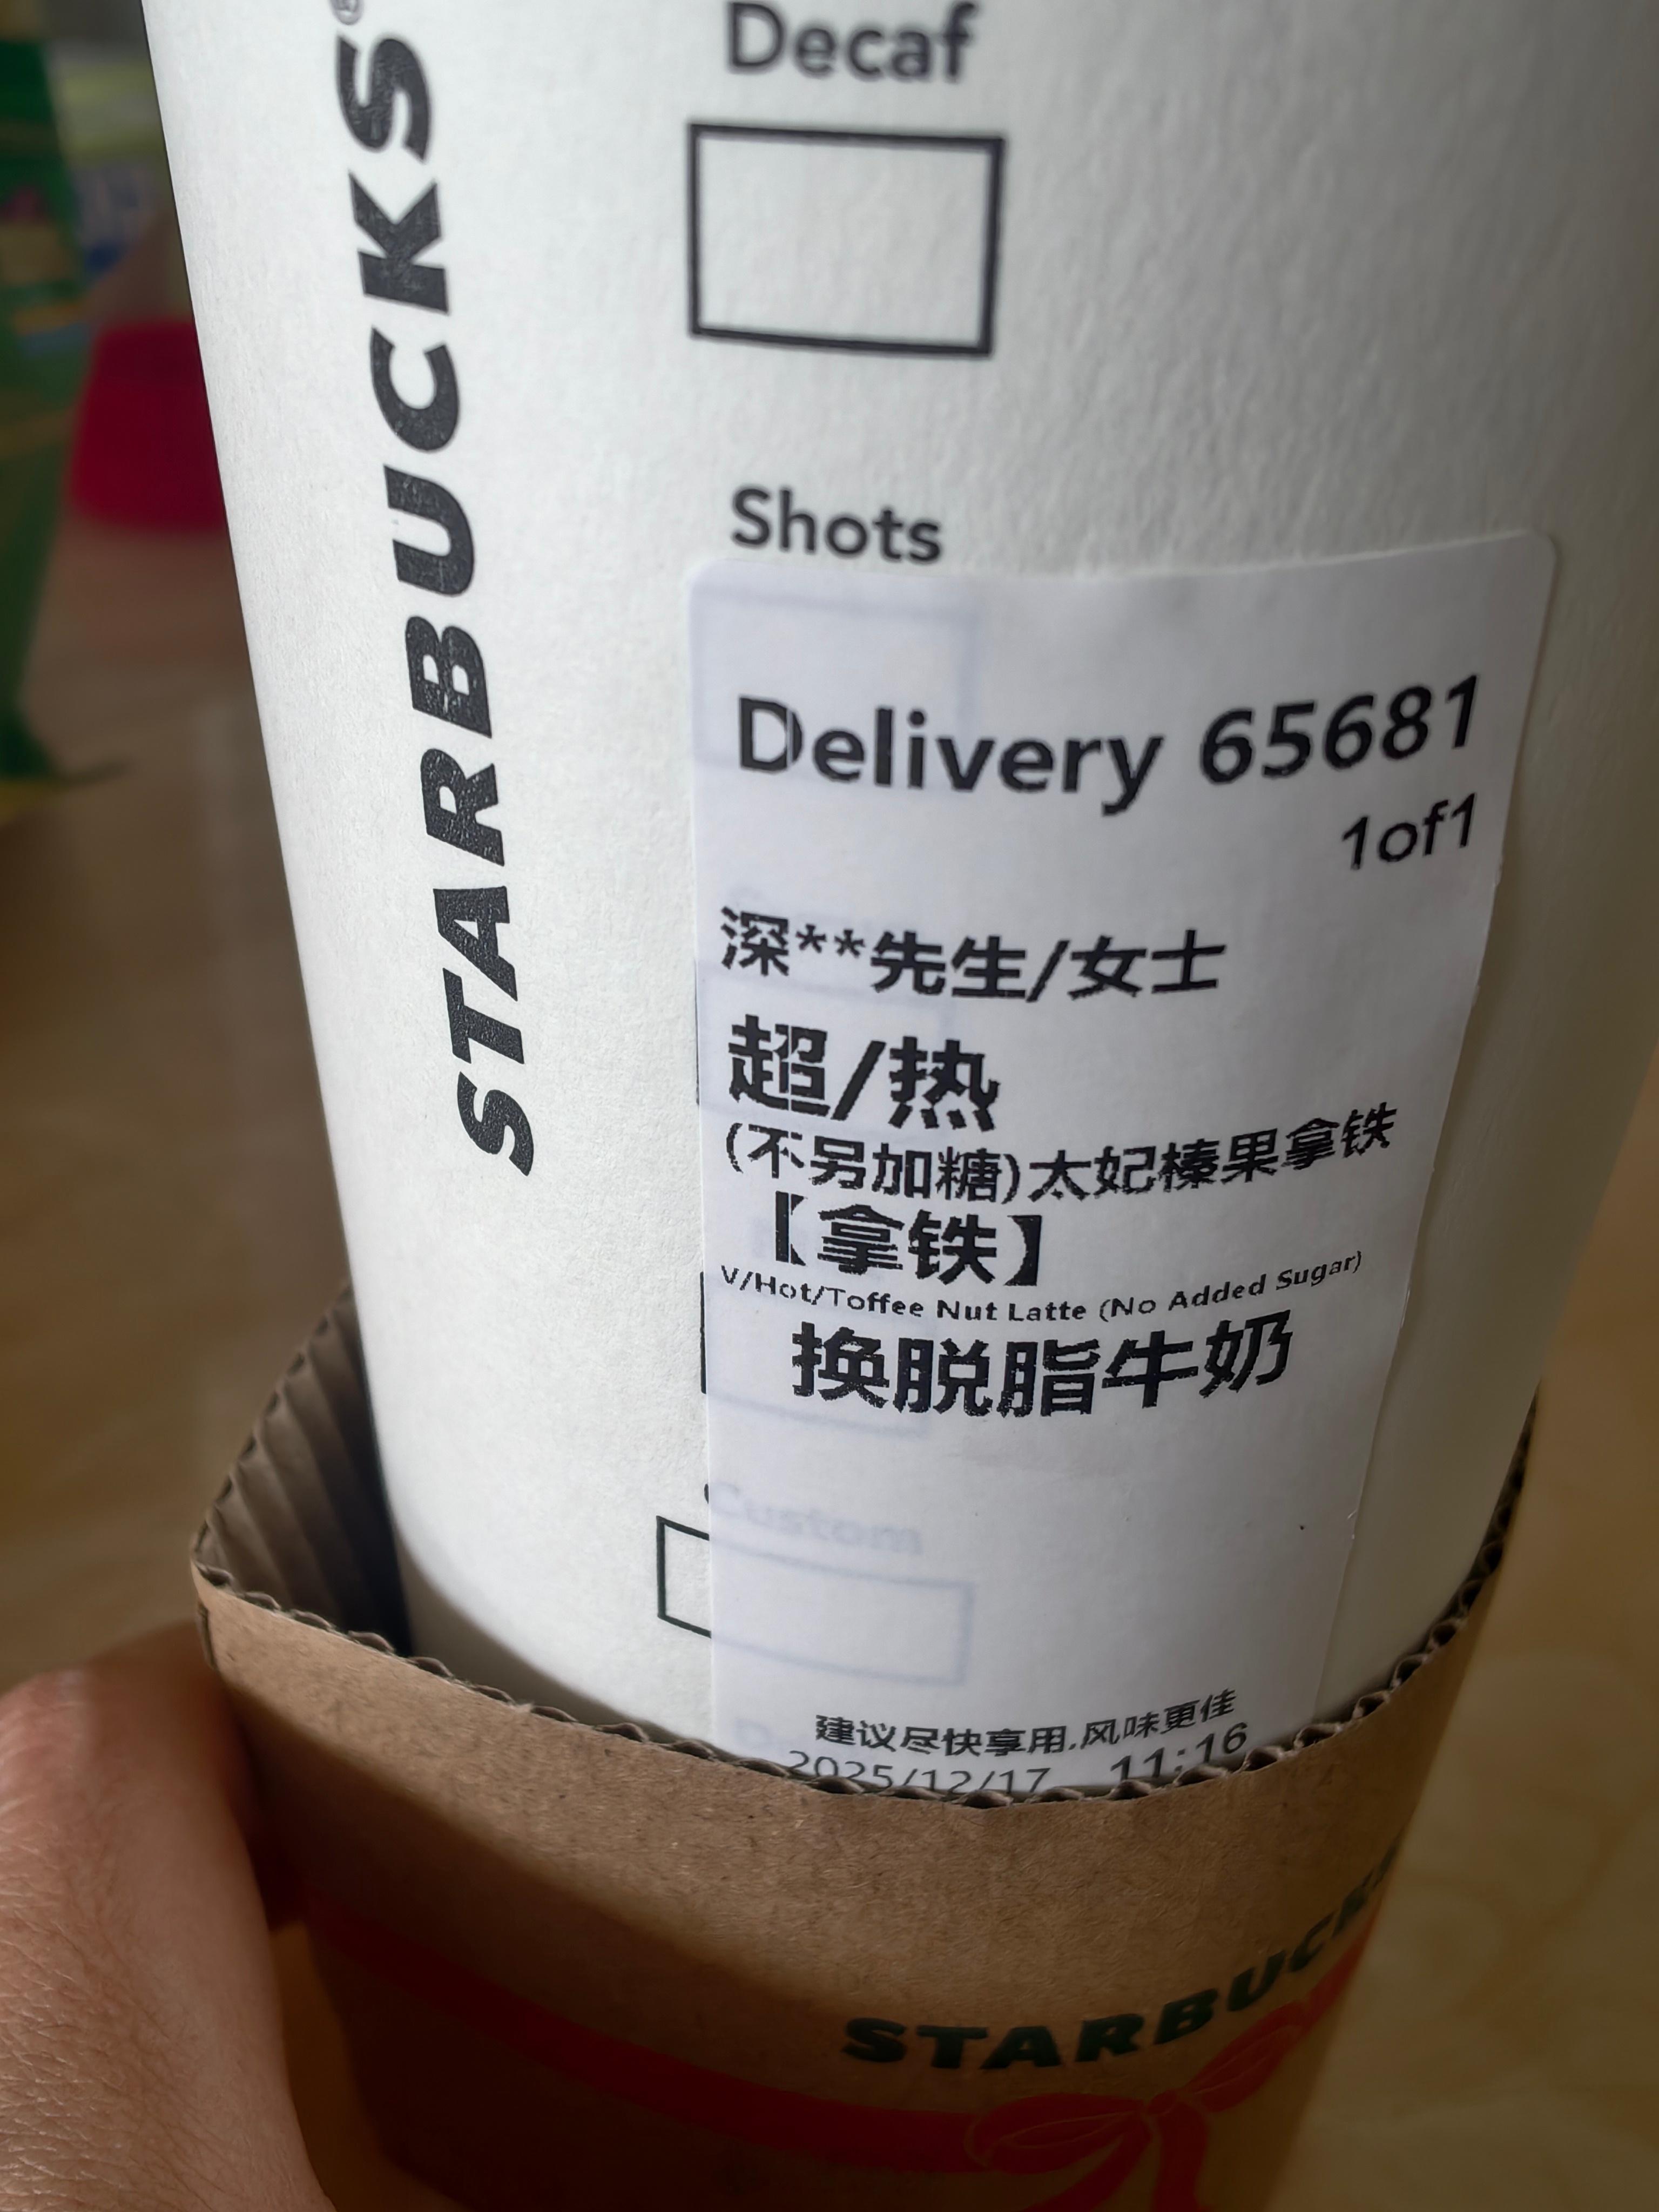 STARBUCKS®
Decaf
Shots
Delivery 65681
1of1
深**先生/女士
超/热
(不另加糖)太妃榛果拿铁
【拿铁】
V/Hot/Toffee Nut Latte (No Added Sugar)
换脱脂牛奶
Custom
建议尽快享用,风味更佳
2025/12/17 11:16
STARBUCKS